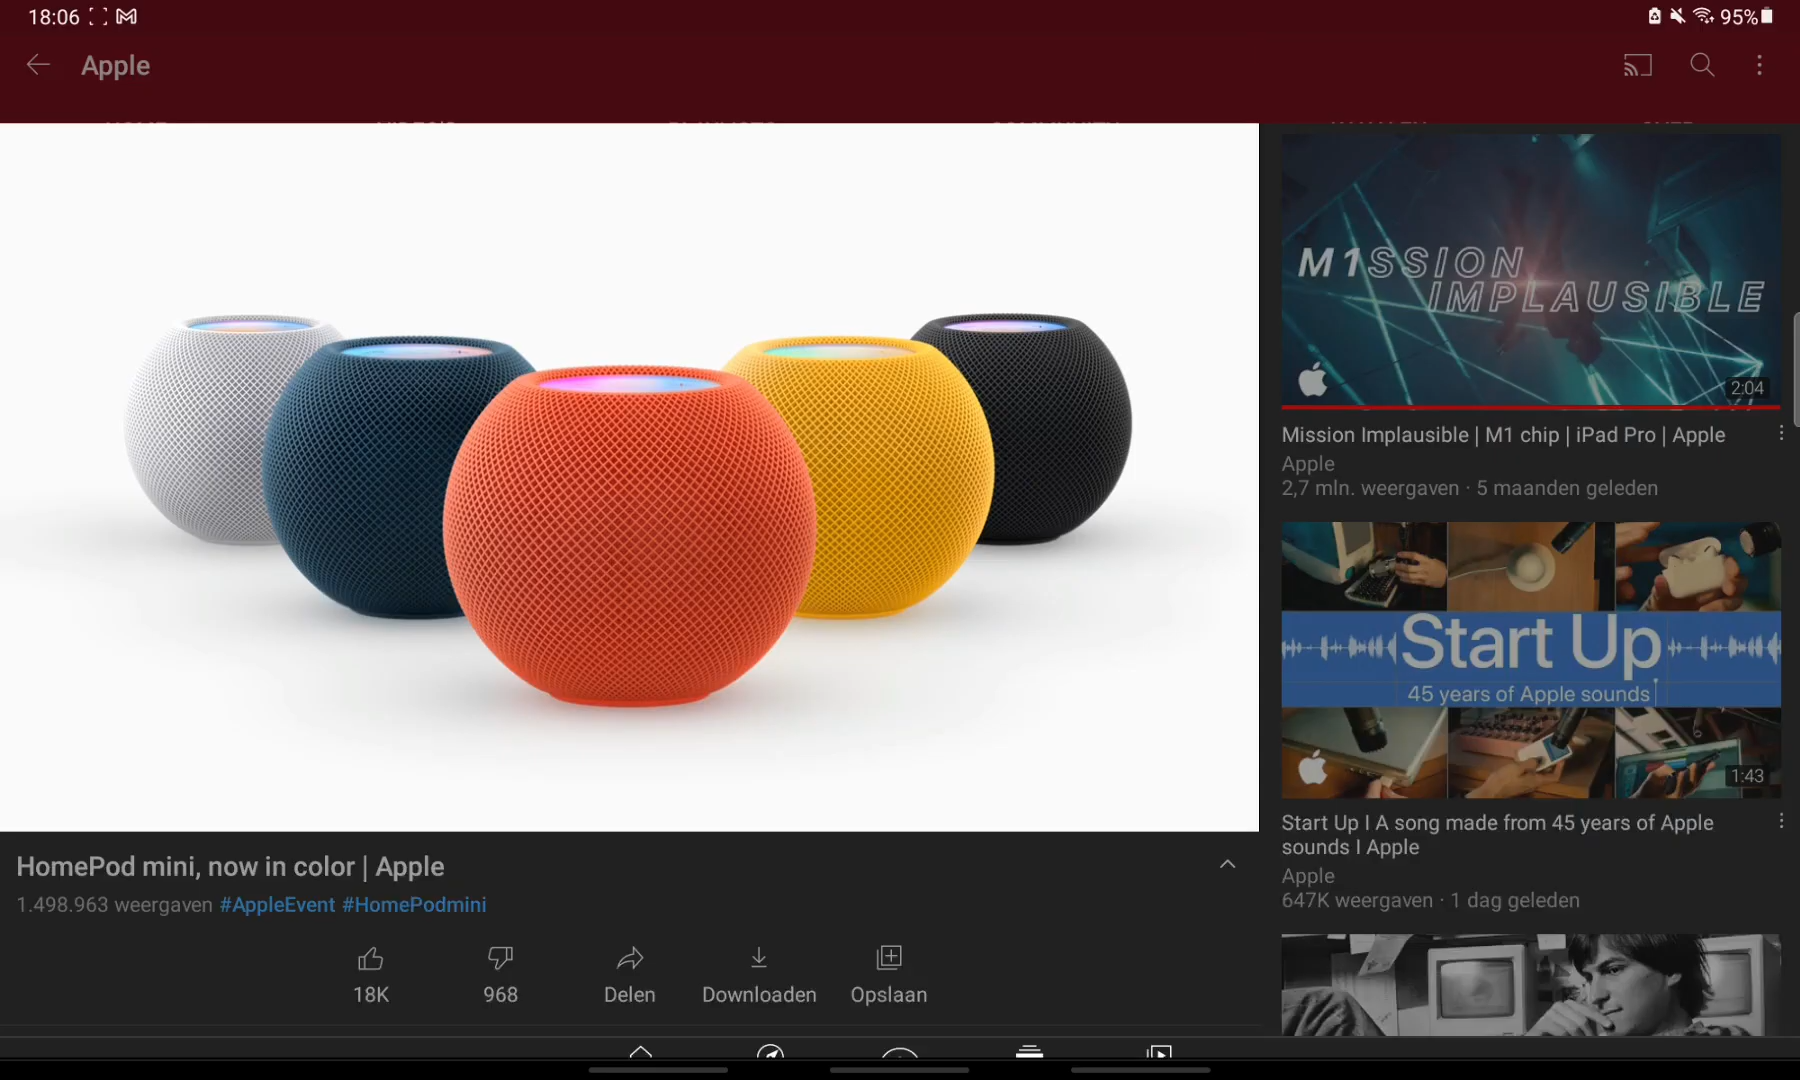 18:06
95%
Apple
M1SSION
IMPLAUSIBLE
2:04
Mission Implausible | M1 chip | iPad Pro | Apple
Apple
2,7 mln. weergaven · 5 maanden geleden
Start Up
45 years of Apple sounds
1:43
Start Up I A song made from 45 years of Apple
sounds I Apple
Apple
647K weergaven · 1 dag geleden
HomePod mini, now in color | Apple
1.498.963 weergaven #AppleEvent #HomePodmini
18K
968
Delen
Downloaden
Opslaan